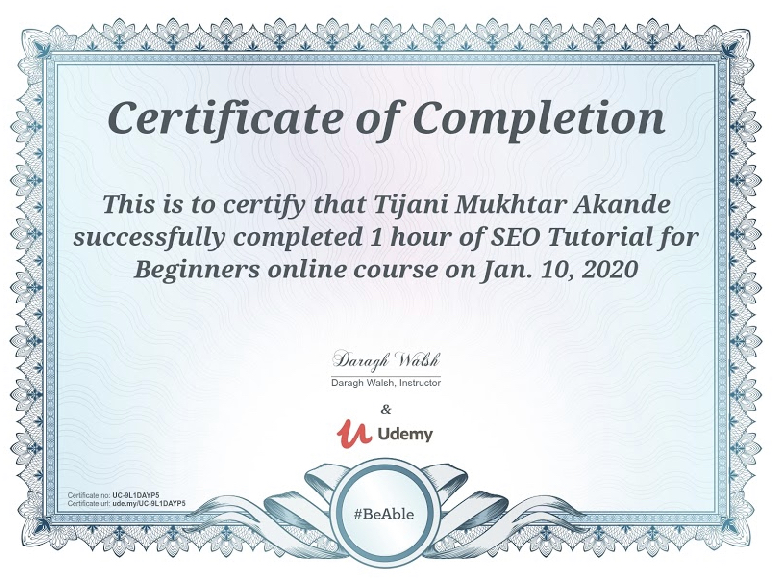 Certificate of Completion
This is to certify that Tijani Mukhtar Akande
successfully completed 1 hour of SEO Tutorial for
Beginners online course on Jan. 10, 2020
Daragh Walsh
Daragh Walsh, Instructor
&
Udemy
Certificate no: UC-9L1DAYP5
Certificate url: ude.my/UC-9L1DAYP5
#BeAble